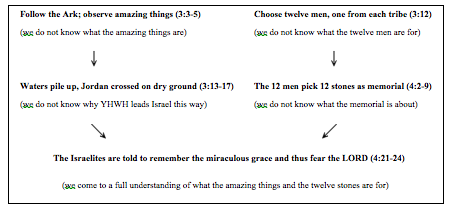 Follow the Ark; observe amazing things (3:3-5)
(we do not know what the amazing things are)
Choose twelve men, one from each tribe (3:12)
(we do not know what the twelve men are for)
Waters pile up, Jordan crossed on dry ground (3:13-17)
(we do not know why YHWH leads Israel this way)
The 12 men pick 12 stones as memorial (4:2-9)
(we do not know what the memorial is about)
The Israelites are told to remember the miraculous grace and thus fear the LORD (4:21-24)
(we come to a full understanding of what the amazing things and the twelve stones are for)